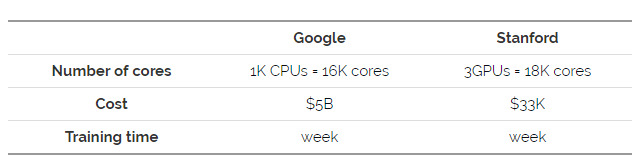 Google Stanford
Number of cores 1K CPUs = 16K cores 3GPUs = 18K cores
Cost $5B $33K
Training time week week